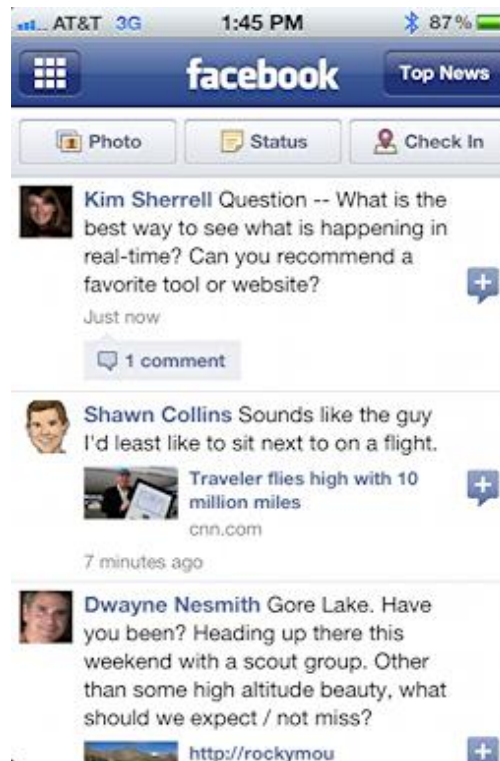 AT&T 3G 1:45 PM 87%
facebook Top News
Photo Status Check In
Kim Sherrell Question -- What is the
best way to see what is happening in
real-time? Can you recommend a
favorite tool or website?
Just now
1 comment
Shawn Collins Sounds like the guy
I'd least like to sit next to on a flight.
Traveler flies high with 10
million miles
cnn.com
7 minutes ago
Dwayne Nesmith Gore Lake. Have
you been? Heading up there this
weekend with a scout group. Other
than some high altitude beauty, what
should we expect / not miss?
http://rockymou